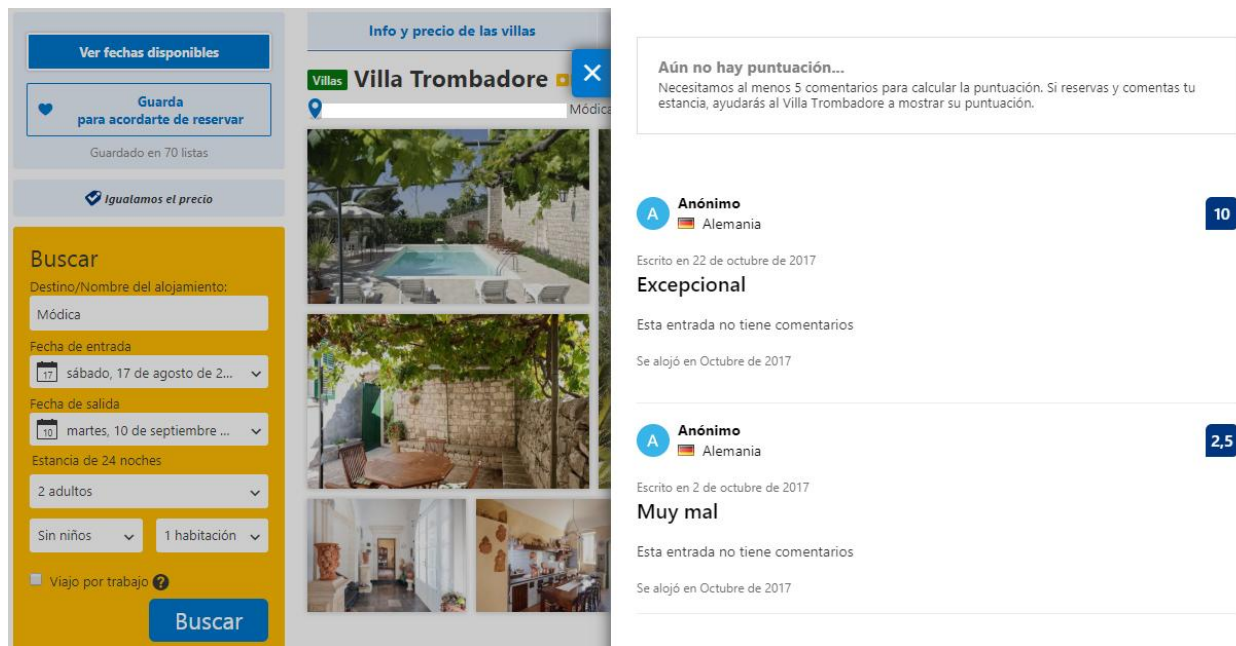 Ver fechas disponibles
Guarda
para acordarte de reservar
Guardado en 70 listas
Igualamos el precio
Buscar
Destino/Nombre del alojamiento:
Módica
Fecha de entrada
17 sábado, 17 de agosto de 2...
Fecha de salida
10 martes, 10 de septiembre ...
Estancia de 24 noches
2 adultos
Sin niños 1 habitación
Viajo por trabajo ?
Buscar
Info y precio de las villas
Villas Villa Trombadore
Módica
Aún no hay puntuación...
Necesitamos al menos 5 comentarios para calcular la puntuación. Si reservas y comentas tu
estancia, ayudarás al Villa Trombadore a mostrar su puntuación.
A Anónimo
Alemania
10
Escrito en 22 de octubre de 2017
Excepcional
Esta entrada no tiene comentarios
Se alojó en Octubre de 2017
A Anónimo
Alemania
2,5
Escrito en 2 de octubre de 2017
Muy mal
Esta entrada no tiene comentarios
Se alojó en Octubre de 2017